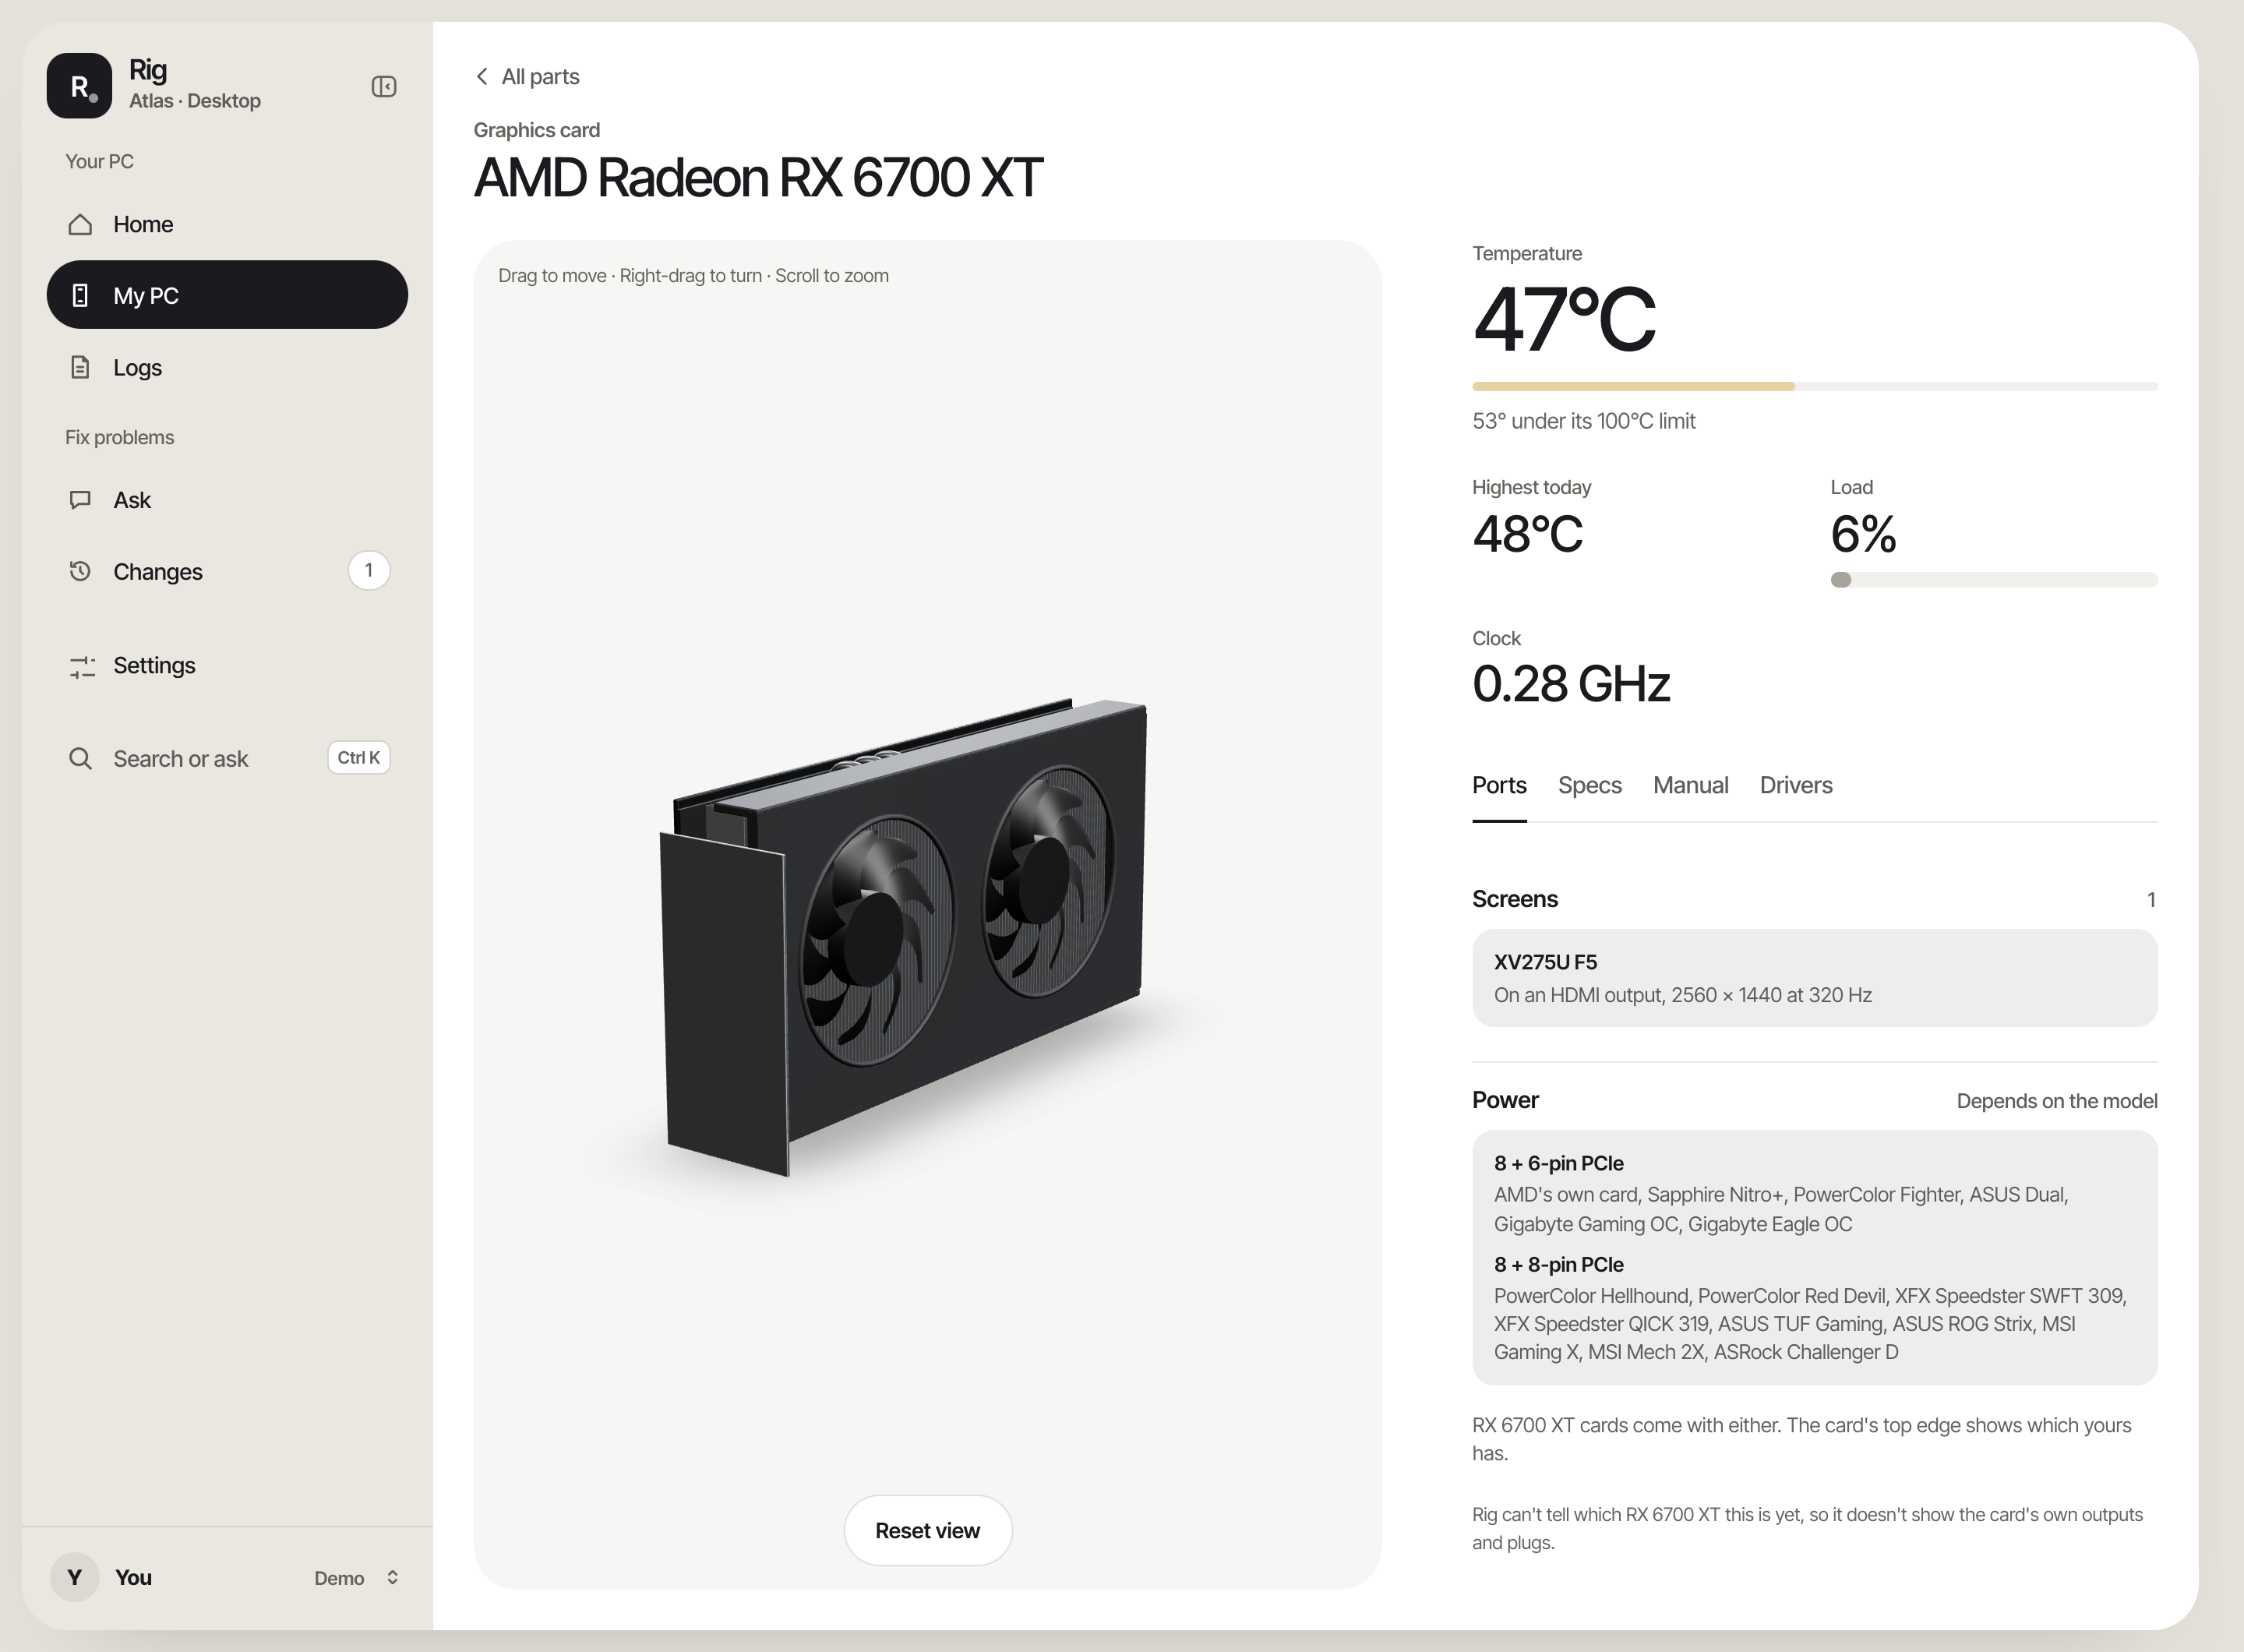 R
Rig
Atlas · Desktop
Your PC
Home
My PC
Logs
Fix problems
Ask
Changes 1
Settings
Search or ask Ctrl K
Y You Demo
All parts
Graphics card
AMD Radeon RX 6700 XT
Drag to move · Right-drag to turn · Scroll to zoom
Reset view
Temperature
47°C
53° under its 100°C limit
Highest today
48°C
Load
6%
Clock
0.28 GHz
Ports Specs Manual Drivers
Screens 1
XV275U F5
On an HDMI output, 2560 × 1440 at 320 Hz
Power Depends on the model
8 + 6-pin PCIe
AMD's own card, Sapphire Nitro+, PowerColor Fighter, ASUS Dual,
Gigabyte Gaming OC, Gigabyte Eagle OC
8 + 8-pin PCIe
PowerColor Hellhound, PowerColor Red Devil, XFX Speedster SWFT 309,
XFX Speedster QICK 319, ASUS TUF Gaming, ASUS ROG Strix, MSI
Gaming X, MSI Mech 2X, ASRock Challenger D
RX 6700 XT cards come with either. The card's top edge shows which yours
has.
Rig can't tell which RX 6700 XT this is yet, so it doesn't show the card's own outputs
and plugs.